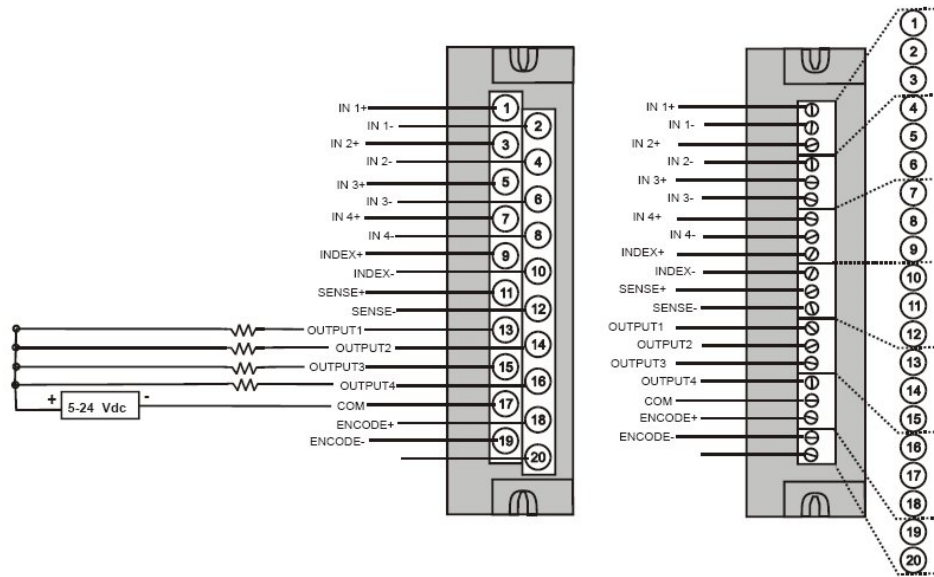 IN 1+
IN 1-
IN 2+
IN 2-
IN 3+
IN 3-
IN 4+
IN 4-
INDEX+
INDEX-
SENSE+
SENSE-
OUTPUT1
OUTPUT2
OUTPUT3
OUTPUT4
+ 5-24 Vdc -
COM
ENCODE+
ENCODE-
1
2
3
4
5
6
7
8
9
10
11
12
13
14
15
16
17
18
19
20
IN 1+
IN 1-
IN 2+
IN 2-
IN 3+
IN 3-
IN 4+
IN 4-
INDEX+
INDEX-
SENSE+
SENSE-
OUTPUT1
OUTPUT2
OUTPUT3
OUTPUT4
COM
ENCODE+
ENCODE-
1
2
3
4
5
6
7
8
9
10
11
12
13
14
15
16
17
18
19
20